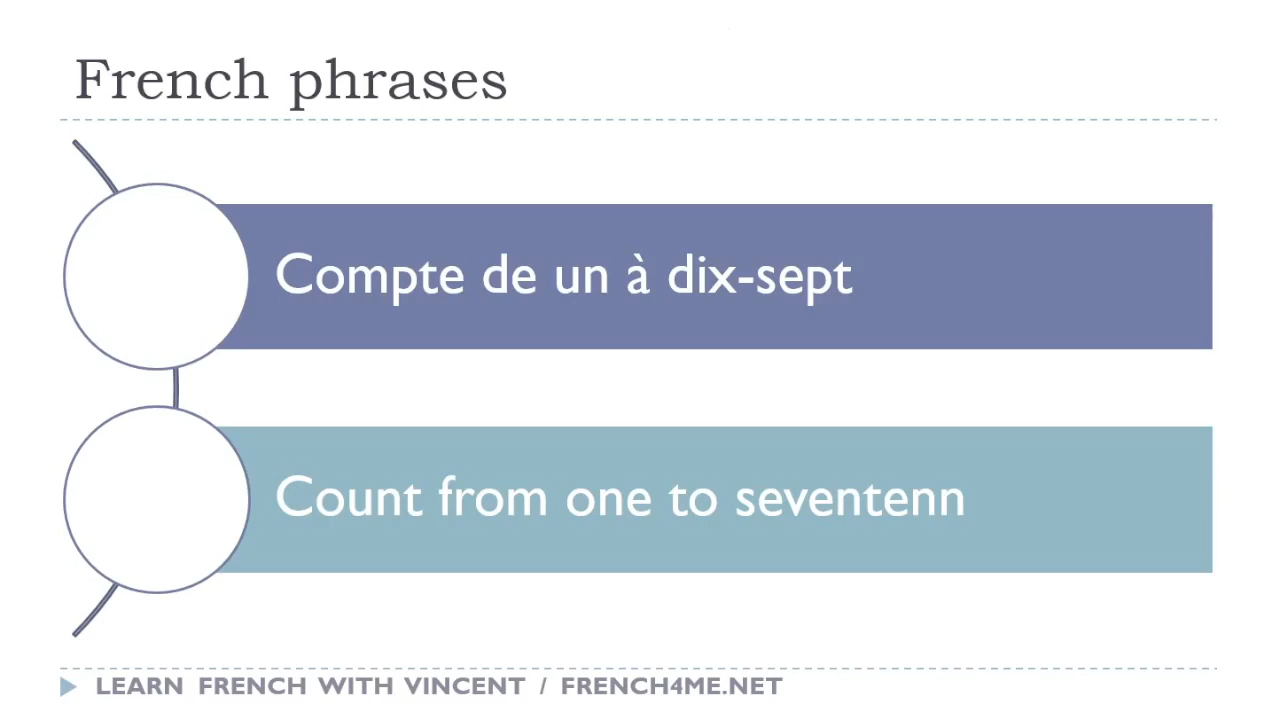 French phrases
Compte de un à dix-sept
Count from one to seventenn
LEARN FRENCH WITH VINCENT / FRENCH4ME.NET